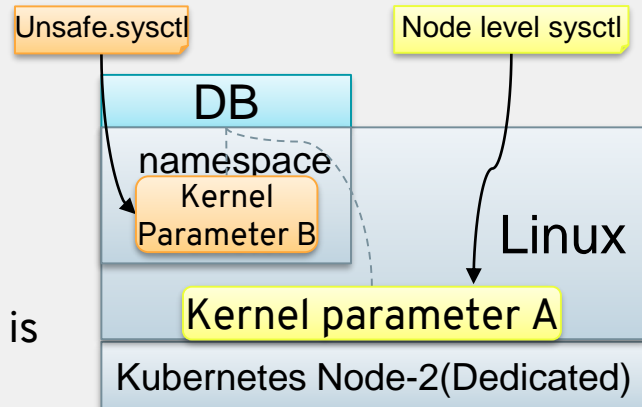 Unsafe.sysctl
Node level sysctl
DB
namespace
Kernel
Parameter B
Linux
is
Kernel parameter A
Kubernetes Node-2(Dedicated)